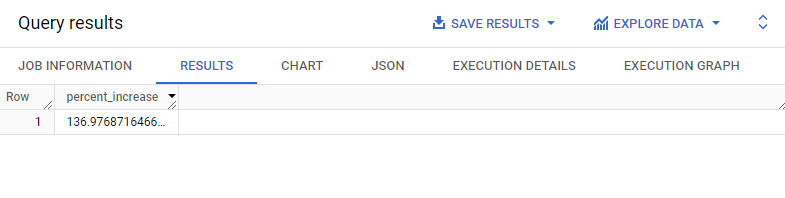 Query results SAVE RESULTS EXPLORE DATA
JOB INFORMATION RESULTS CHART JSON EXECUTION DETAILS EXECUTION GRAPH
Row percent_increase
1 136.9768716466...